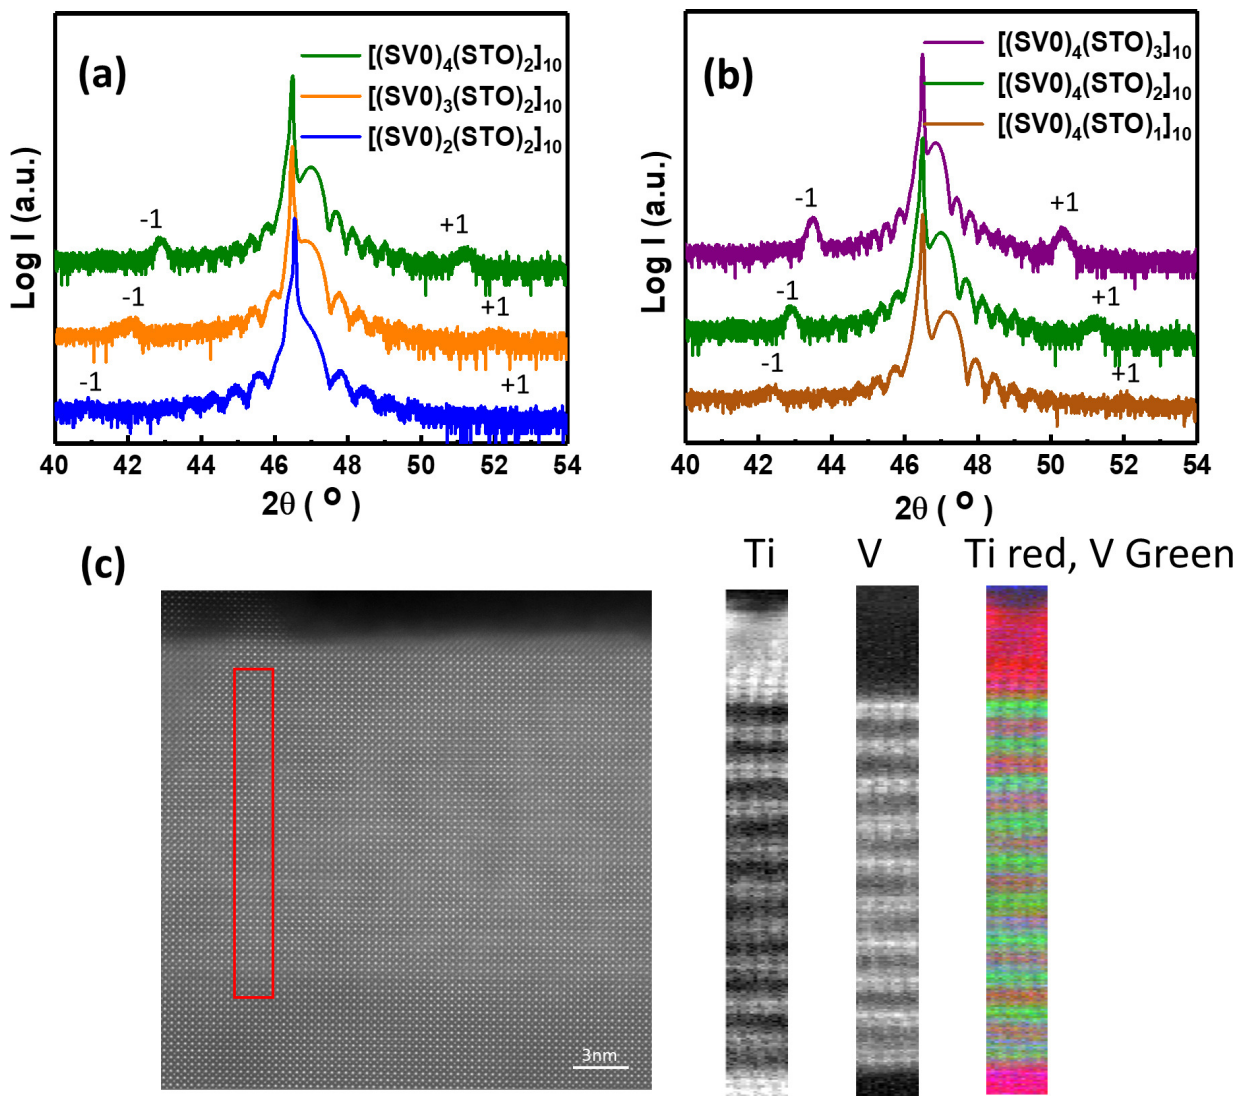 (a)
[(SV0)₄(STO)₂]₁₀
[(SV0)₃(STO)₂]₁₀
[(SV0)₂(STO)₂]₁₀
-1
+1
-1
+1
-1
+1
Log I (a.u.)
40 42 44 46 48 50 52 54
2θ ( ° )
(b)
[(SV0)₄(STO)₃]₁₀
[(SV0)₄(STO)₂]₁₀
[(SV0)₄(STO)₁]₁₀
-1
+1
-1
+1
-1
+1
Log I (a.u.)
40 42 44 46 48 50 52 54
2θ ( ° )
(c)
3nm
Ti V Ti red, V Green